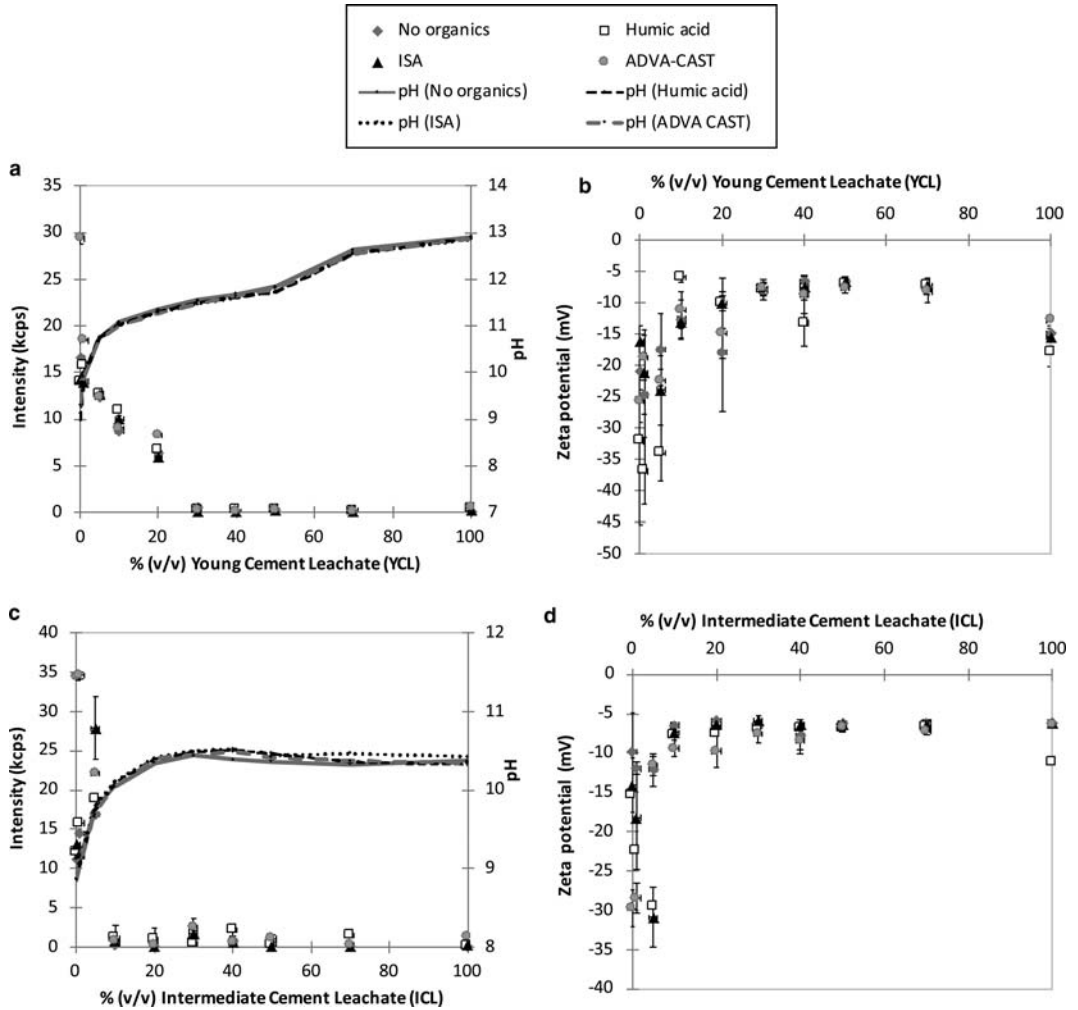 No organics
Humic acid
ISA
ADVA-CAST
pH (No organics)
pH (Humic acid)
pH (ISA)
pH (ADVA CAST)
a
35
30
25
20
15
10
5
0
Intensity (kcps)
14
13
12
11
10
9
8
7
pH
0 20 40 60 80 100
% (v/v) Young Cement Leachate (YCL)
b
% (v/v) Young Cement Leachate (YCL)
0 20 40 60 80 100
0
-5
-10
-15
-20
-25
-30
-35
-40
-45
-50
Zeta potential (mV)
c
40
35
30
25
20
15
10
5
0
Intensity (kcps)
12
11
10
9
8
pH
0 20 40 60 80 100
% (v/v) Intermediate Cement Leachate (ICL)
d
% (v/v) Intermediate Cement Leachate (ICL)
0 20 40 60 80 100
0
-5
-10
-15
-20
-25
-30
-35
-40
Zeta potential (mV)